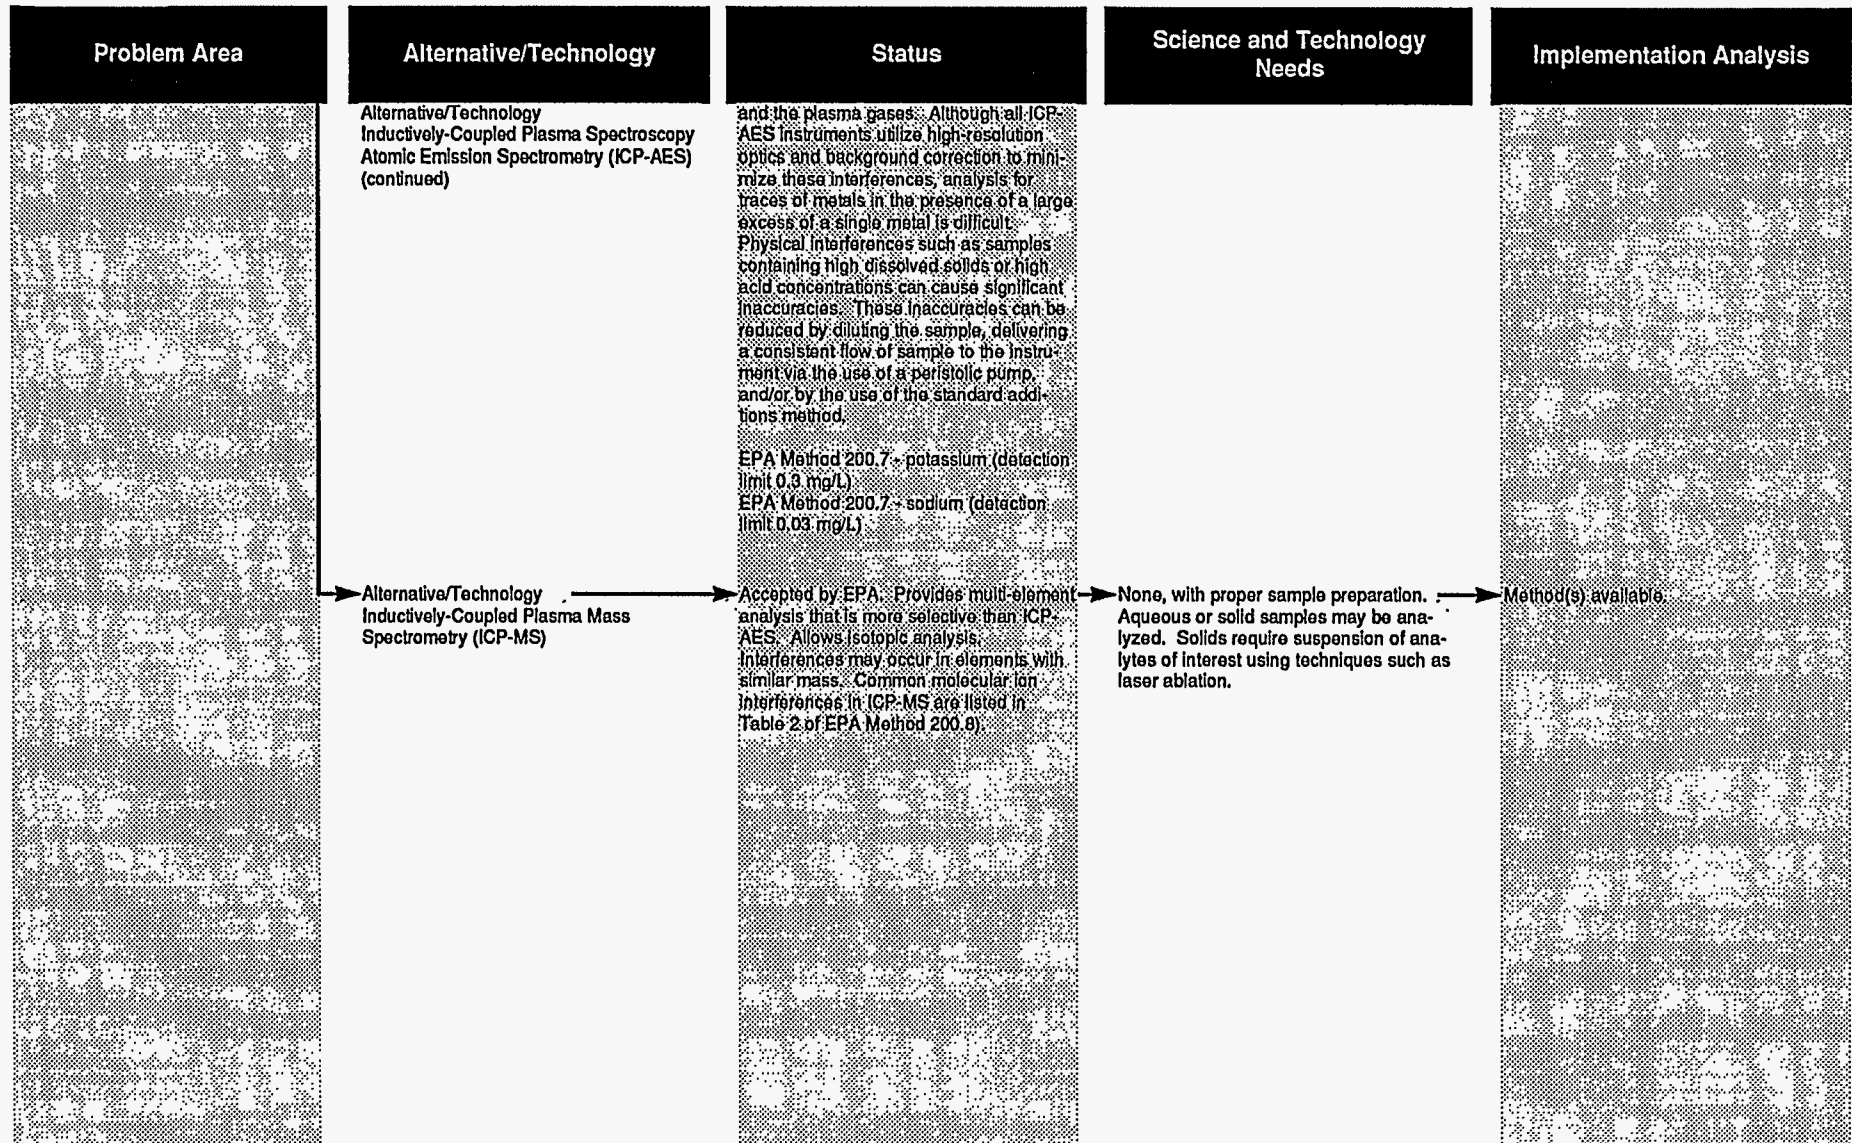 Problem Area
Alternative/Technology
Status
Science and Technology
Needs
Implementation Analysis
Alternative/Technology
Inductively-Coupled Plasma Spectroscopy
Atomic Emission Spectrometry (ICP-AES)
(continued)
and the plasma gases. Although all ICP-
AES instruments utilize high-resolution
optics and background correction to mini-
mize these interferences, analysis for
traces of metals in the presence of a large
excess of a single metal is difficult.
Physical interferences such as samples
containing high dissolved solids or high
acid concentrations can cause significant
inaccuracies. These inaccuracies can be
reduced by diluting the sample, delivering
a consistent flow of sample to the instru-
ment via the use of a peristolic pump,
and/or by the use of the standard addi-
tions method.
EPA Method 200.7 - potassium (detection
limit 0.3 mg/L)
EPA Method 200.7 - sodium (detection
limit 0.03 mg/L)
Alternative/Technology
Inductively-Coupled Plasma Mass
Spectrometry (ICP-MS)
Accepted by EPA. Provides multi-element
analysis that is more selective than ICP-
AES. Allows isotopic analysis.
Interferences may occur in elements with
similar mass. Common molecular ion
interferences in ICP-MS are listed in
Table 2 of EPA Method 200.8).
None, with proper sample preparation.
Aqueous or solid samples may be ana-
lyzed. Solids require suspension of ana-
lytes of interest using techniques such as
laser ablation.
Method(s) available.